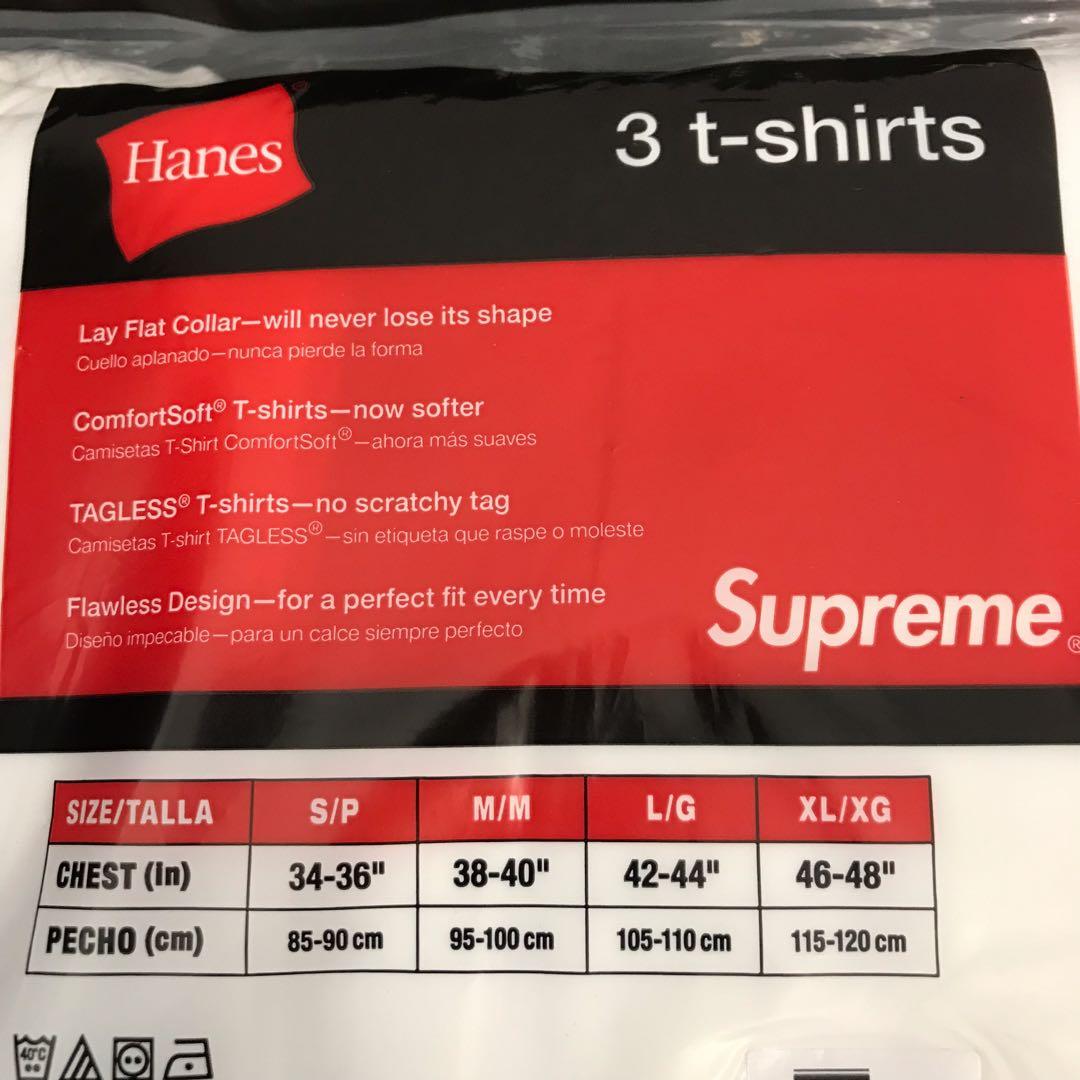 Hanes®
3 t-shirts
Lay Flat Collar—will never lose its shape
Cuello aplanado—nunca pierde la forma
ComfortSoft® T-shirts—now softer
Camisetas T-Shirt ComfortSoft®—ahora más suaves
TAGLESS® T-shirts—no scratchy tag
Camisetas T-shirt TAGLESS®—sin etiqueta que raspe o moleste
Flawless Design—for a perfect fit every time
Diseño impecable—para un calce siempre perfecto
Supreme®
SIZE/TALLA S/P M/M L/G XL/XG
CHEST (In) 34-36" 38-40" 42-44" 46-48"
PECHO (cm) 85-90 cm 95-100 cm 105-110 cm 115-120 cm
40°C